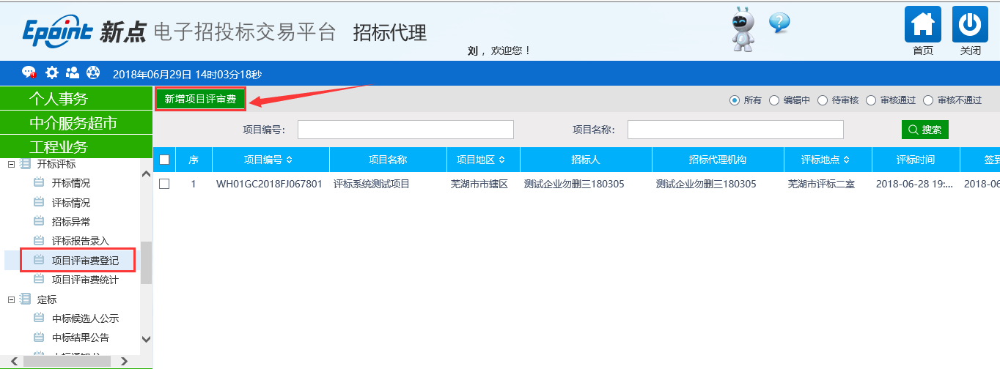 Epoint 新点 电子招投标交易平台 招标代理
刘 ，欢迎您！
首页 关闭
2018年06月29日 14时03分18秒
个人事务
中介服务超市
工程业务
开标评标
开标情况
评标情况
招标异常
评标报告录入
项目评审费登记
项目评审费统计
定标
中标候选人公示
中标结果公告
新增项目评审费 所有 编辑中 待审核 审核通过 审核不通过
项目编号： 项目名称： 搜索
序 项目编号 项目名称 项目地区 招标人 招标代理机构 评标地点 评标时间 签到
1 WH01GC2018FJ067801 评标系统测试项目 芜湖市市辖区 测试企业勿删三180305 测试企业勿删三180305 芜湖市评标二室 2018-06-28 19:... 2018-06